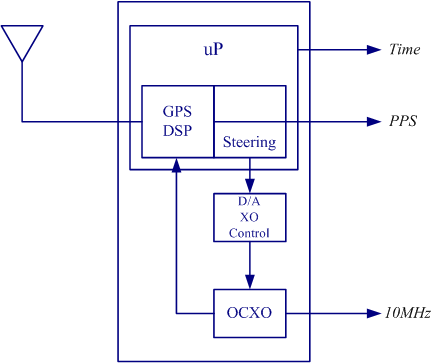 uP
Time
GPS
DSP
PPS
Steering
D/A
XO
Control
OCXO
10MHz